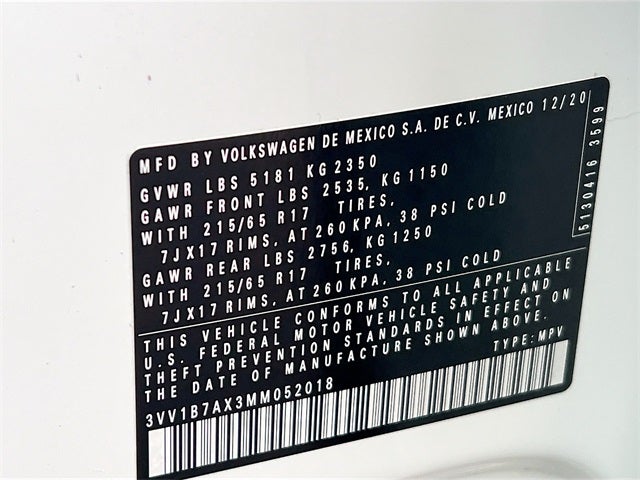 MFD BY VOLKSWAGEN DE MEXICO S.A. DE C.V. MEXICO 12/20
GVWR LBS 5181 KG 2350
GAWR FRONT LBS 2535, KG 1150
WITH 215/65 R17 TIRES,
7JX17 RIMS, AT 260 KPA, 38 PSI COLD
GAWR REAR LBS 2756, KG 1250
WITH 215/65 R17 TIRES,
7JX17 RIMS, AT 260 KPA, 38 PSI COLD
5130416 3599
THIS VEHICLE CONFORMS TO ALL APPLICABLE
U.S. FEDERAL MOTOR VEHICLE SAFETY AND
THEFT PREVENTION STANDARDS IN EFFECT ON
THE DATE OF MANUFACTURE SHOWN ABOVE.
3VV1B7AX3MM052018 TYPE: MPV